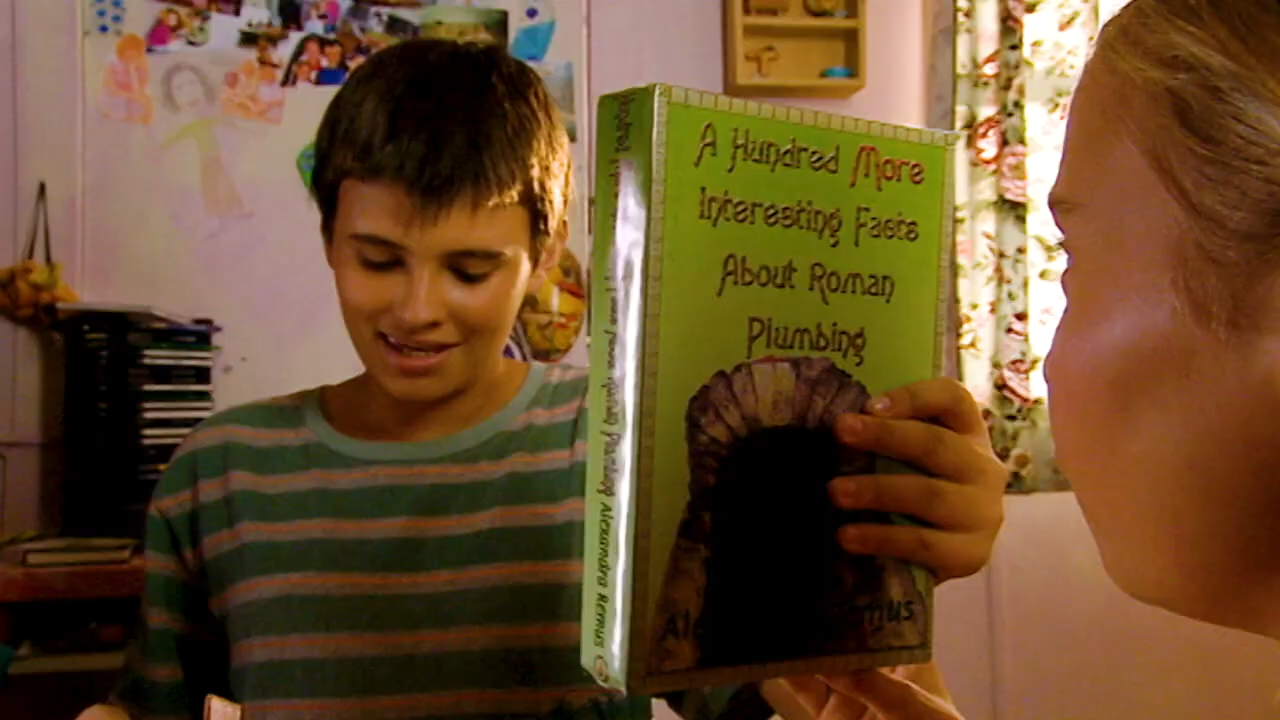 A Hundred More
Interesting Facts
About Roman
Plumbing
Alexandra Remus